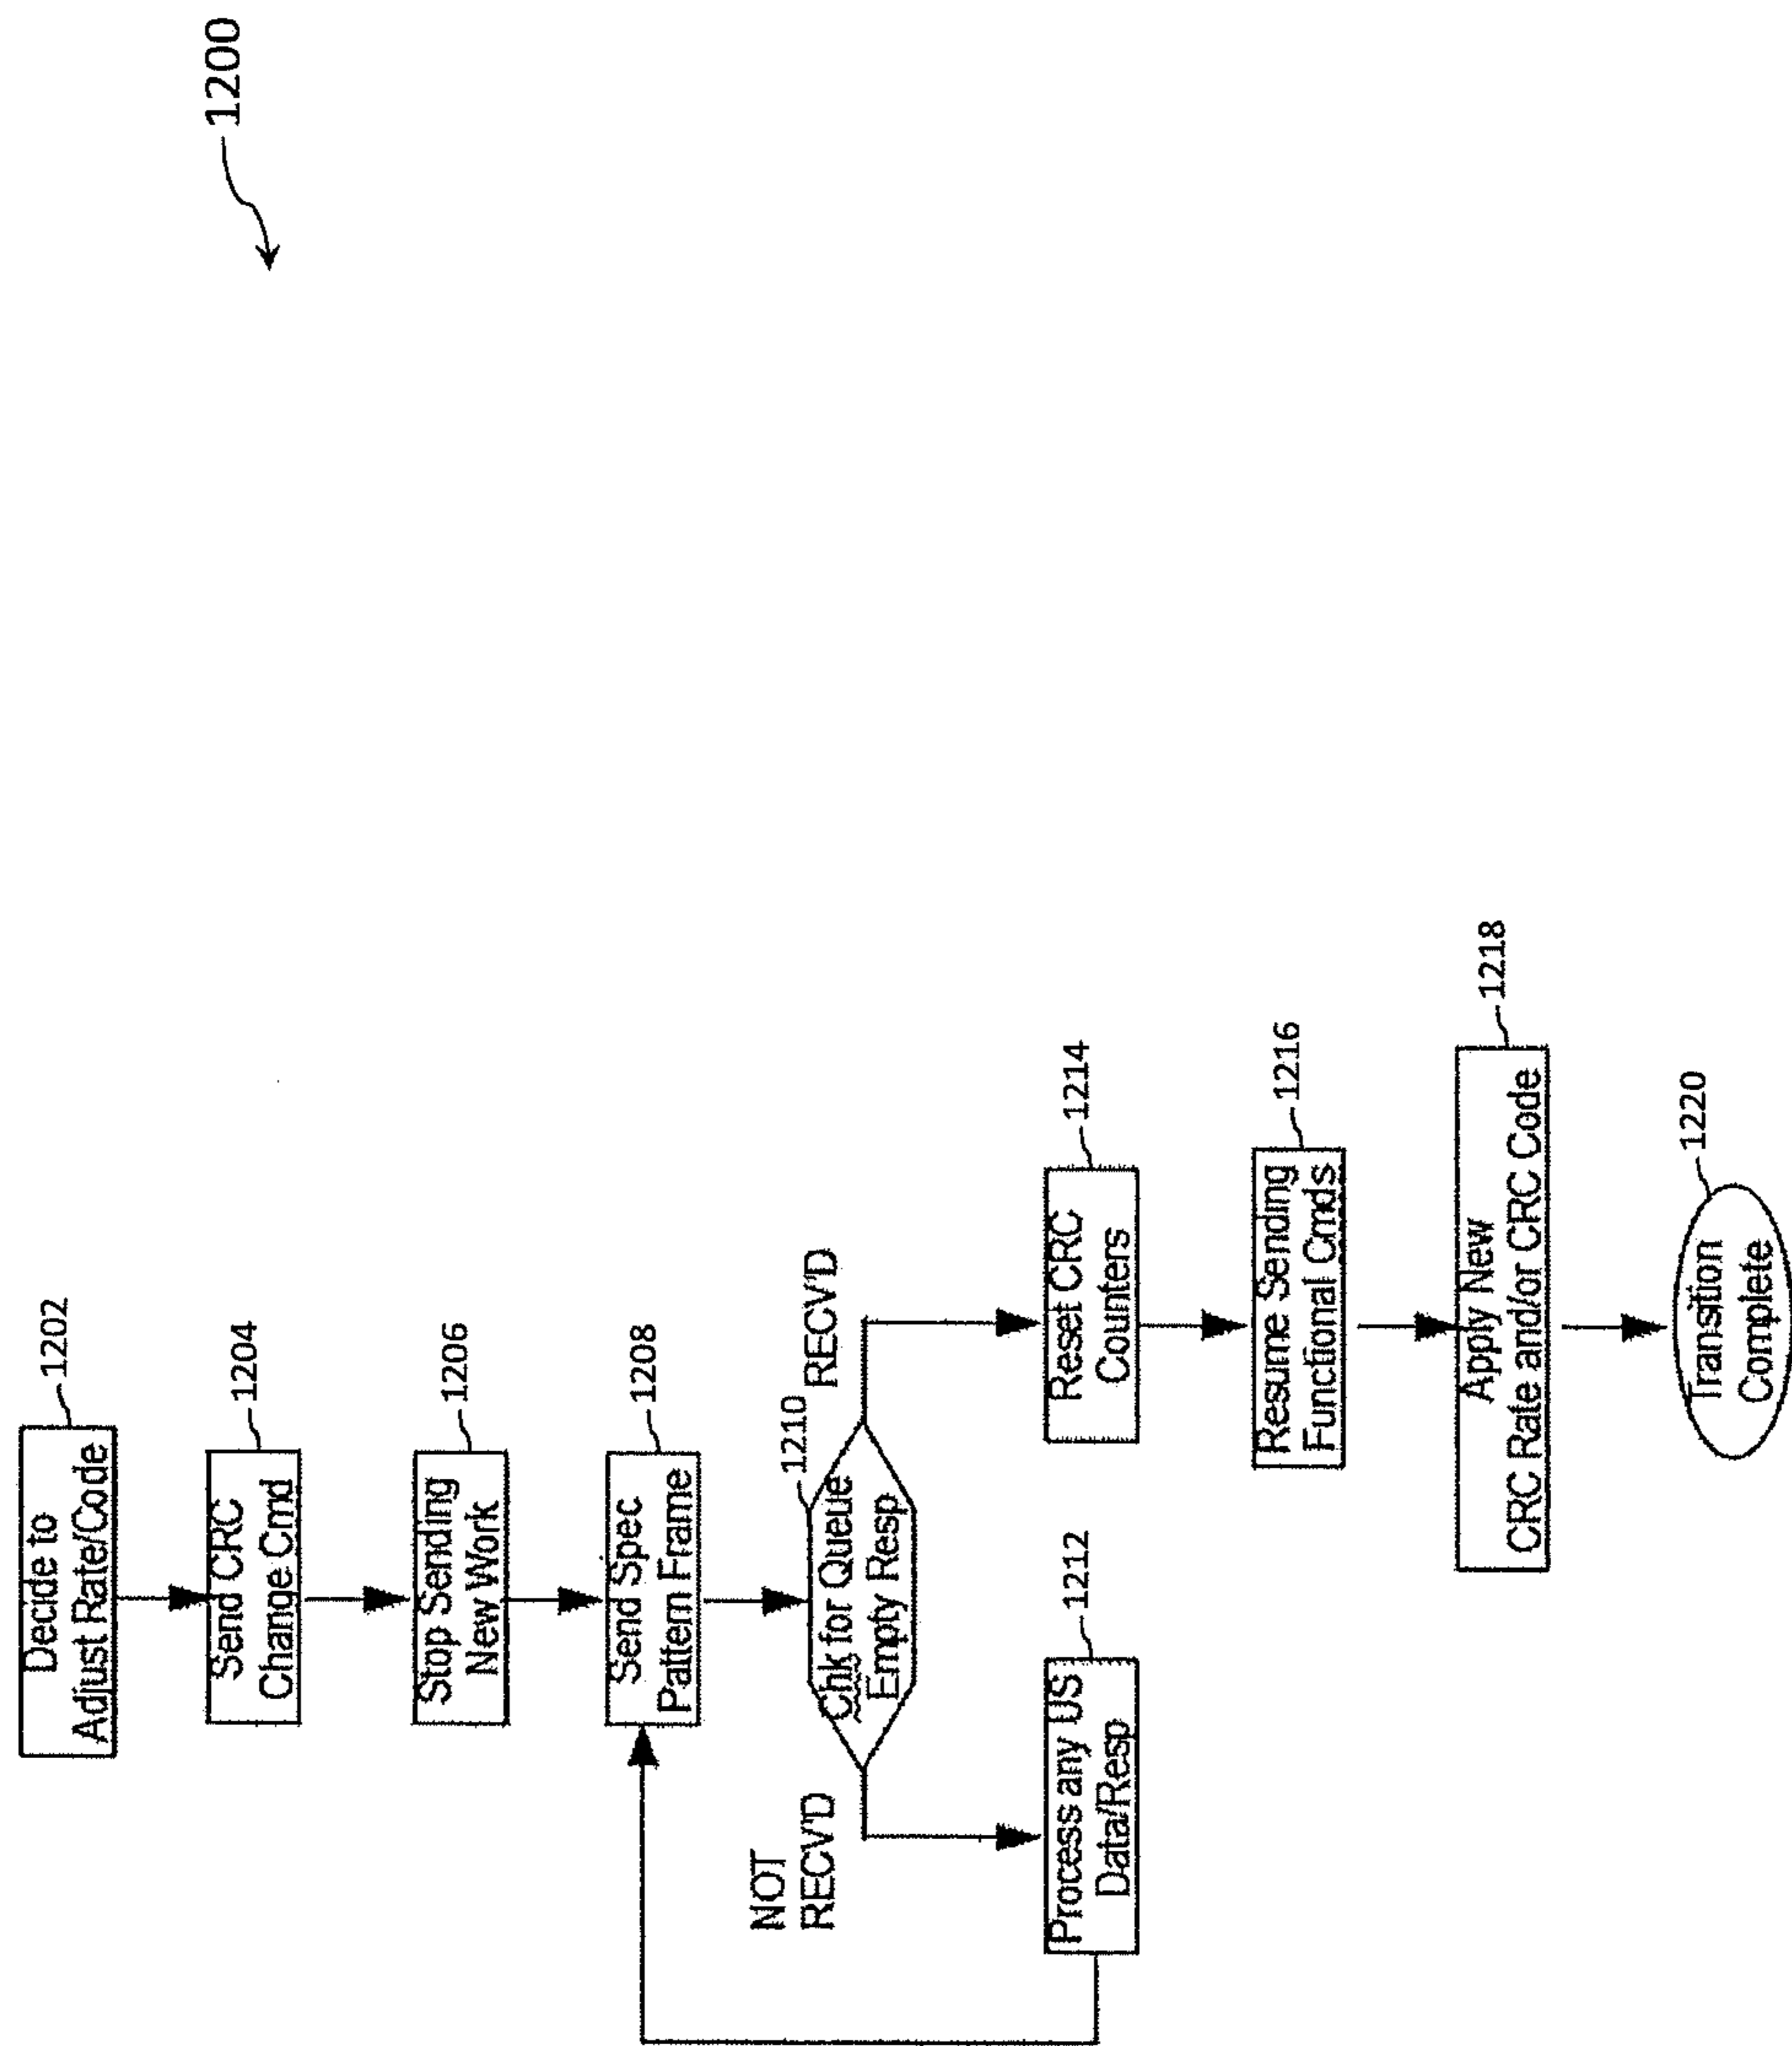 1200
Decide to
Adjust Rate/Code
1202
Send CRC
Change Cmd
1204
Stop Sending
New Work
1206
Send Spec
Pattern Frame
1208
Chk for Queue
Empty Resp
1210
NOT
RECV'D
RECV'D
Process any US
Data/Resp
1212
Reset CRC
Counters
1214
Resume Sending
Functional Cmds
1216
Apply New
CRC Rate and/or CRC Code
1218
Transition
Complete
1220